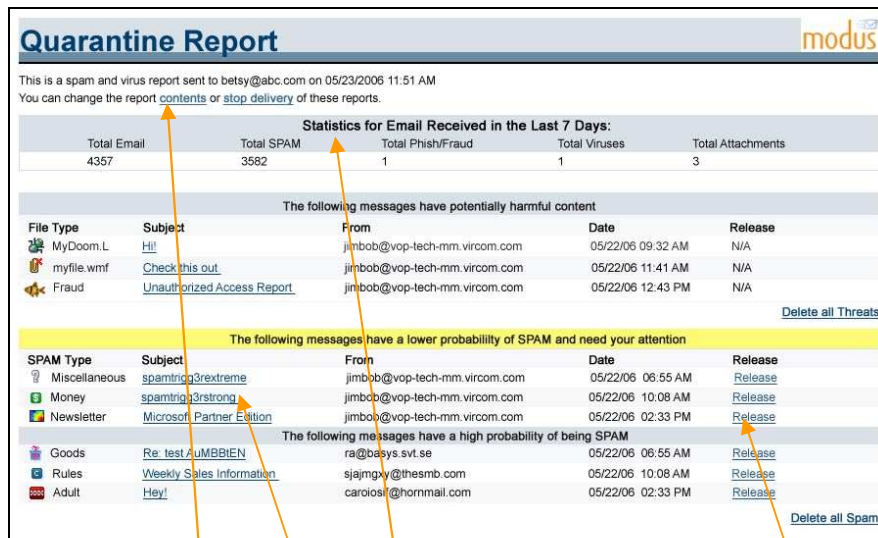 Quarantine Report
modus
This is a spam and virus report sent to betsy@abc.com on 05/23/2006 11:51 AM
You can change the report contents or stop delivery of these reports.
Statistics for Email Received in the Last 7 Days:
Total Email Total SPAM Total Phish/Fraud Total Viruses Total Attachments
4357 3582 1 1 3
The following messages have potentially harmful content
File Type Subject From Date Release
MyDoom.L Hi! jimbob@vop-tech-mm.vircom.com 05/22/06 09:32 AM N/A
myfile.wmf Check this out jimbob@vop-tech-mm.vircom.com 05/22/06 11:41 AM N/A
Fraud Unauthorized Access Report jimbob@vop-tech-mm.vircom.com 05/22/06 12:43 PM N/A
Delete all Threats
The following messages have a lower probabililty of SPAM and need your attention
SPAM Type Subject From Date Release
Miscellaneous spamtrigg3rextreme jimbob@vop-tech-mm.vircom.com 05/22/06 06:55 AM Release
Money spamtrigg3rstrong jimbob@vop-tech-mm.vircom.com 05/22/06 10:08 AM Release
Newsletter Microsoft Partner Edition jimbob@vop-tech-mm.vircom.com 05/22/06 02:33 PM Release
The following messages have a high probability of being SPAM
Goods Re: test AuMBBtEN ra@basys.svt.se 05/22/06 06:55 AM Release
Rules Weekly Sales Information sjajmgxy@thesmb.com 05/22/06 10:08 AM Release
Adult Hey! caroiosif@hornmail.com 05/22/06 02:33 PM Release
Delete all Spam